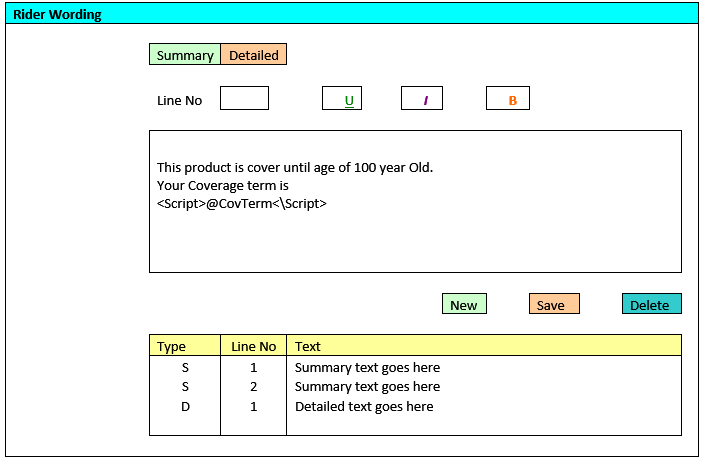 Rider Wording
Summary Detailed
Line No U I B
This product is cover until age of 100 year Old.
Your Coverage term is
<Script>@CovTerm<\Script>
New Save Delete
Type Line No Text
S 1 Summary text goes here
S 2 Summary text goes here
D 1 Detailed text goes here